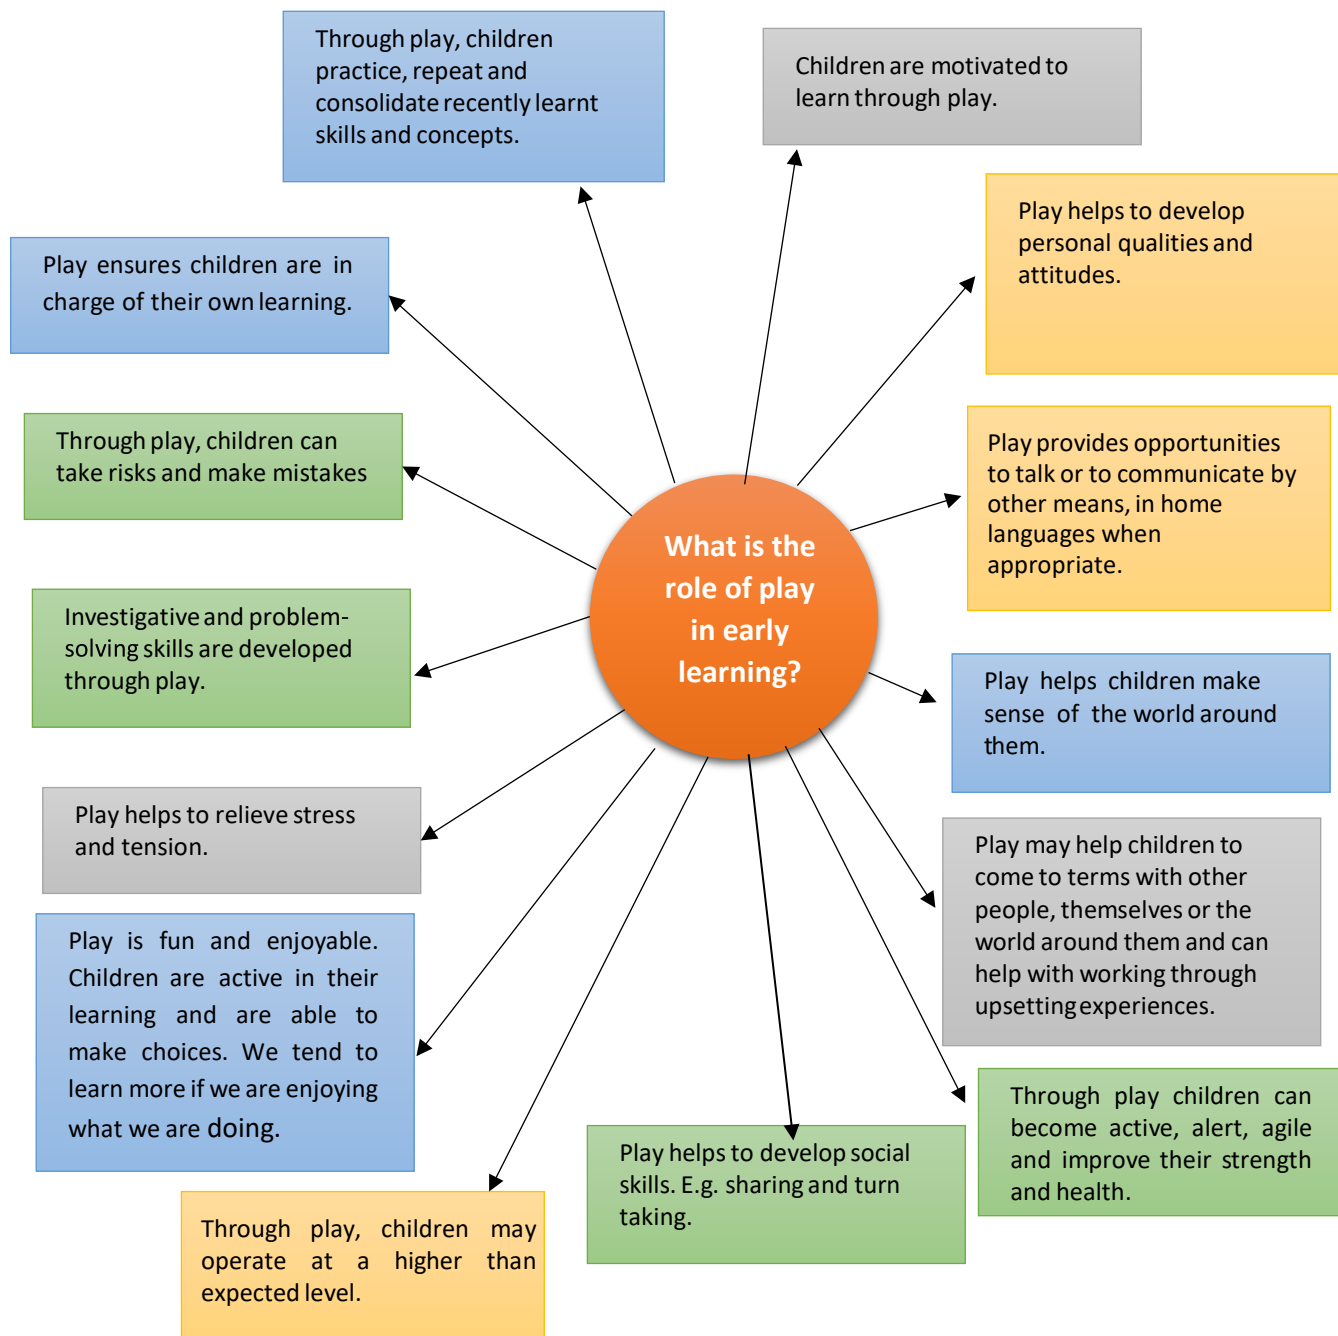 Through play, children
practice, repeat and
consolidate recently learnt
skills and concepts.
Children are motivated to
learn through play.
Play helps to develop
personal qualities and
attitudes.
Play ensures children are in
charge of their own learning.
Through play, children can
take risks and make mistakes
Play provides opportunities
to talk or to communicate by
other means, in home
languages when
appropriate.
What is the
role of play
in early
learning?
Investigative and problem-
solving skills are developed
through play.
Play helps children make
sense of the world around
them.
Play helps to relieve stress
and tension.
Play may help children to
come to terms with other
people, themselves or the
world around them and can
help with working through
upsetting experiences.
Play is fun and enjoyable.
Children are active in their
learning and are able to
make choices. We tend to
learn more if we are enjoying
what we are doing.
Through play children can
become active, alert, agile
and improve their strength
and health.
Play helps to develop social
skills. E.g. sharing and turn
taking.
Through play, children may
operate at a higher than
expected level.